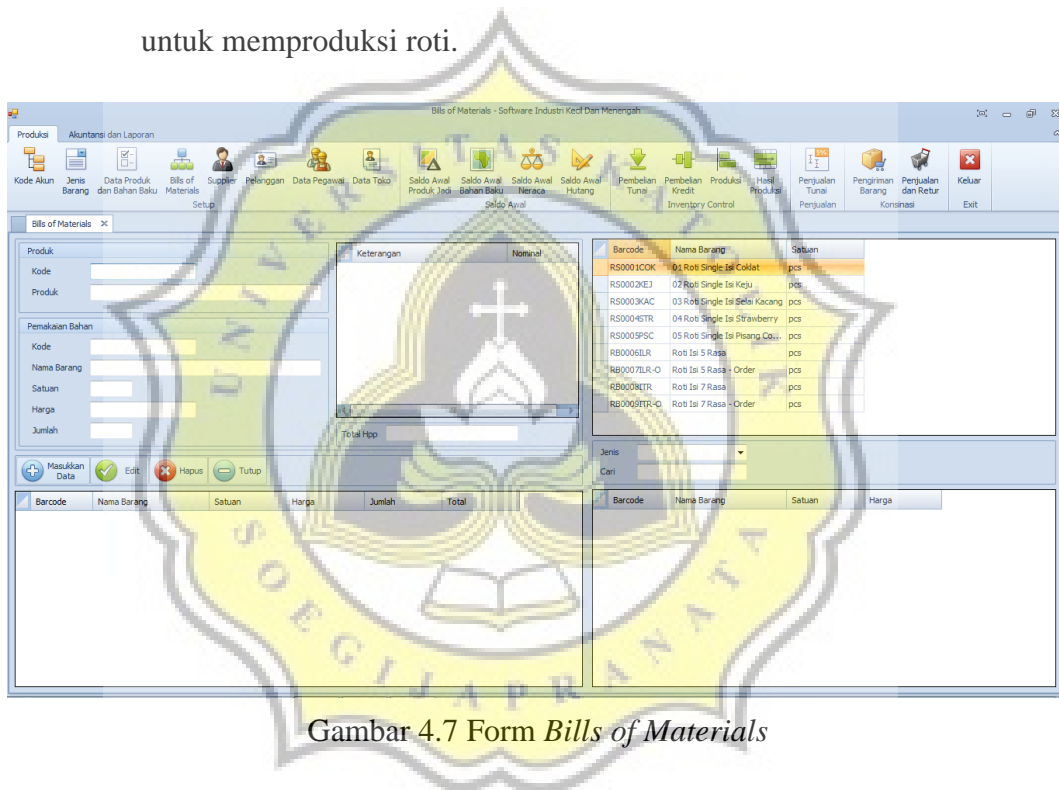 untuk memproduksi roti.
Bills of Materials - Software Industri Kecil Dan Menengah
Produksi Akuntansi dan Laporan
Kode Akun Jenis Barang Data Produk dan Bahan Baku Bills of Materials Supplier Pelanggan Data Pegawai Data Toko Saldo Awal Produk Jadi Saldo Awal Bahan Baku Saldo Awal Neraca Saldo Awal Hutang Pembelian Tunai Pembelian Kredit Produksi Hasil Produksi Penjualan Tunai Pengiriman Barang Penjualan dan Retur Keluar
Setup Saldo Awal Inventory Control Penjualan Konsinasi Exit
Bills of Materials
Produk
Kode
Produk
Pemakaian Bahan
Kode
Nama Barang
Satuan
Harga
Jumlah
Keterangan Nominal
Total Hpp
Barcode Nama Barang Satuan
RS0001COK 01 Roti Single Isi Coklat pcs
RS0002KEJ 02 Roti Single Isi Keju pcs
RS0003KAC 03 Roti Single Isi Selai Kacang pcs
RS0004STR 04 Roti Single Isi Strawberry pcs
RS0005PSC 05 Roti Single Isi Pisang Co... pcs
RB0006ILR Roti Isi 5 Rasa pcs
RB0007ILR-O Roti Isi 5 Rasa - Order pcs
RB0008ITR Roti Isi 7 Rasa pcs
RB0009ITR-O Roti Isi 7 Rasa - Order pcs
Jenis
Cari
Masukkan Data Edit Hapus Tutup
Barcode Nama Barang Satuan Harga Jumlah Total
Barcode Nama Barang Satuan Harga
UNIVERSITAS KATOLIK
SOEGIJAPRANATA
Gambar 4.7 Form Bills of Materials